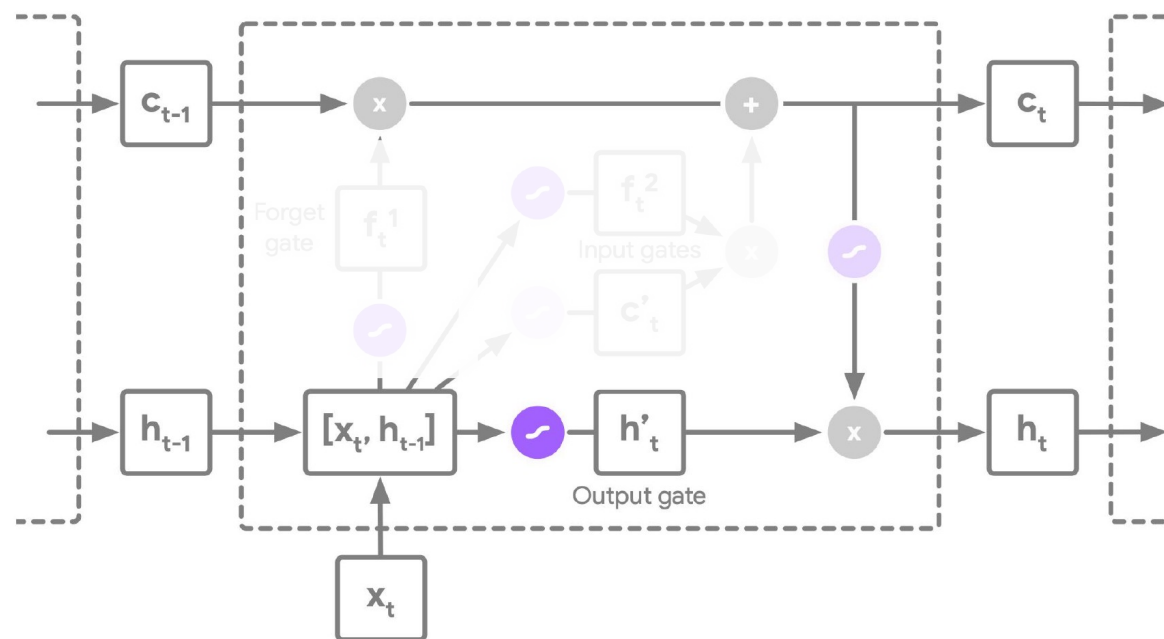 c_{t-1}
x
+
c_t
f_t^2
Forget
gate
f_t^1
Input gates
x
c'_t
h_{t-1}
[x_t, h_{t-1}]
h'_t
x
h_t
Output gate
x_t